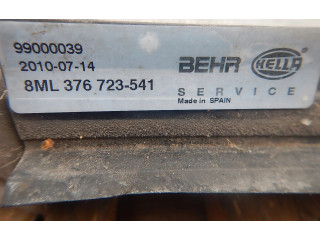 99000039
2010-07-14
8ML 376 723-541
BEHR HELLA
SERVICE
Made in SPAIN